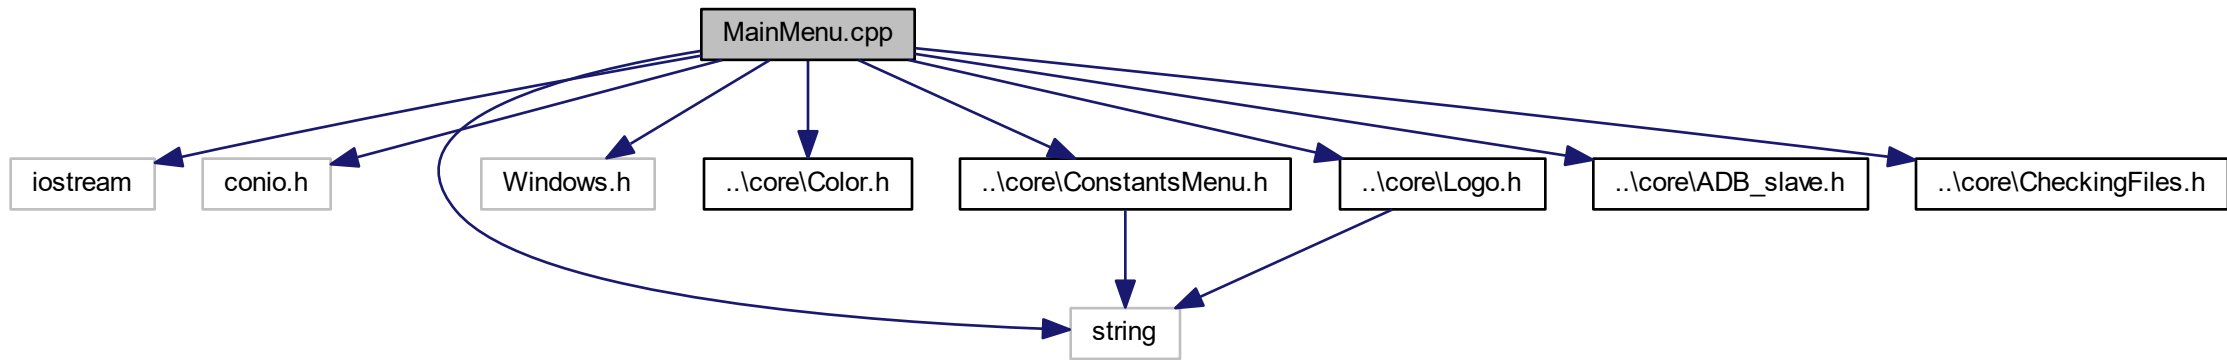 MainMenu.cpp
iostream
conio.h
Windows.h
..\core\Color.h
..\core\ConstantsMenu.h
..\core\Logo.h
..\core\ADB_slave.h
..\core\CheckingFiles.h
string